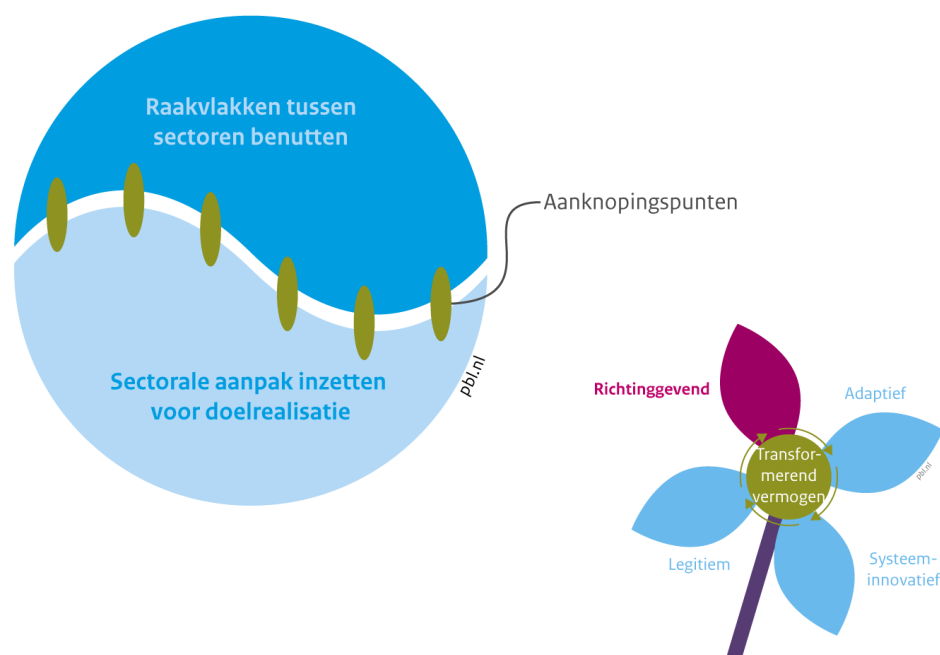 Raakvlakken tussen
sectoren benutten
Aanknopingspunten
Sectorale aanpak inzetten
voor doelrealisatie
pbl.nl
Richtinggevend
Adaptief
Transfor-
merend
vermogen
pbl.nl
Legitiem
Systeem-
innovatief